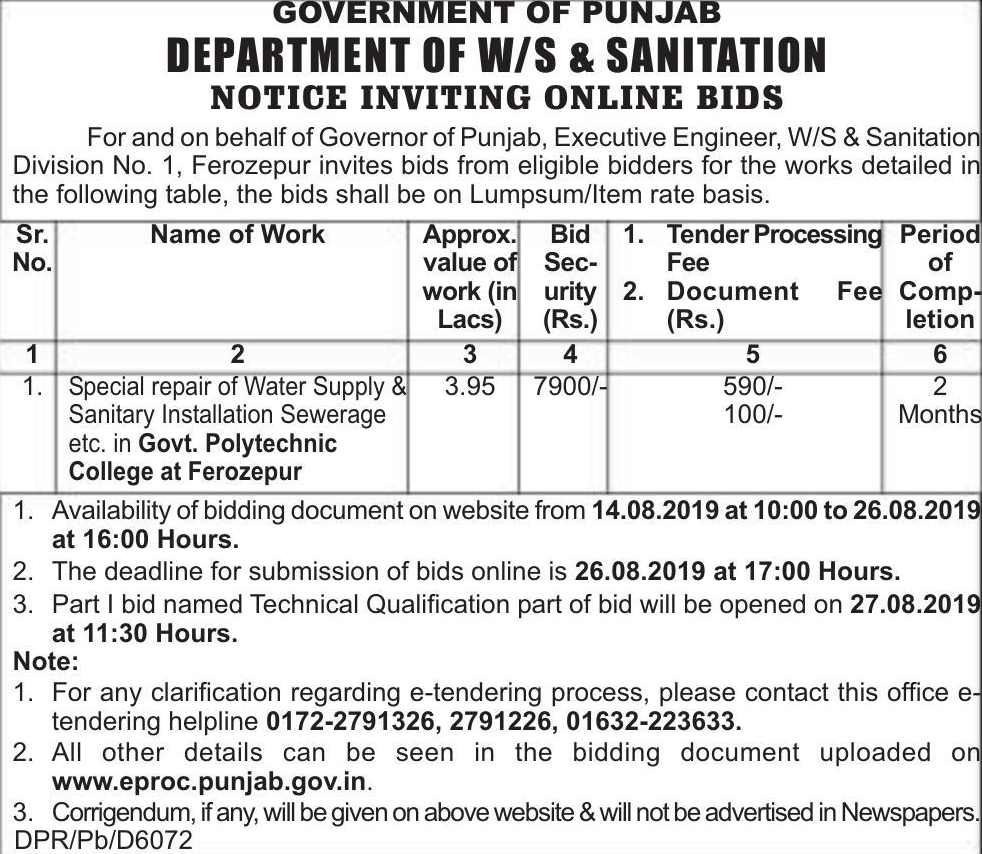 GOVERNMENT OF PUNJAB
DEPARTMENT OF W/S & SANITATION
NOTICE INVITING ONLINE BIDS
For and on behalf of Governor of Punjab, Executive Engineer, W/S & Sanitation
Division No. 1, Ferozepur invites bids from eligible bidders for the works detailed in
the following table, the bids shall be on Lumpsum/Item rate basis.
Sr. Name of Work Approx. Bid 1. Tender Processing Period
No. value of Sec- Fee of
work (in urity 2. Document Fee Comp-
Lacs) (Rs.) (Rs.) letion
1 2 3 4 5 6
1. Special repair of Water Supply & 3.95 7900/- 590/- 2
Sanitary Installation Sewerage 100/- Months
etc. in Govt. Polytechnic
College at Ferozepur
1. Availability of bidding document on website from 14.08.2019 at 10:00 to 26.08.2019
at 16:00 Hours.
2. The deadline for submission of bids online is 26.08.2019 at 17:00 Hours.
3. Part I bid named Technical Qualification part of bid will be opened on 27.08.2019
at 11:30 Hours.
Note:
1. For any clarification regarding e-tendering process, please contact this office e-
tendering helpline 0172-2791326, 2791226, 01632-223633.
2. All other details can be seen in the bidding document uploaded on
www.eproc.punjab.gov.in.
3. Corrigendum, if any, will be given on above website & will not be advertised in Newspapers.
DPR/Pb/D6072